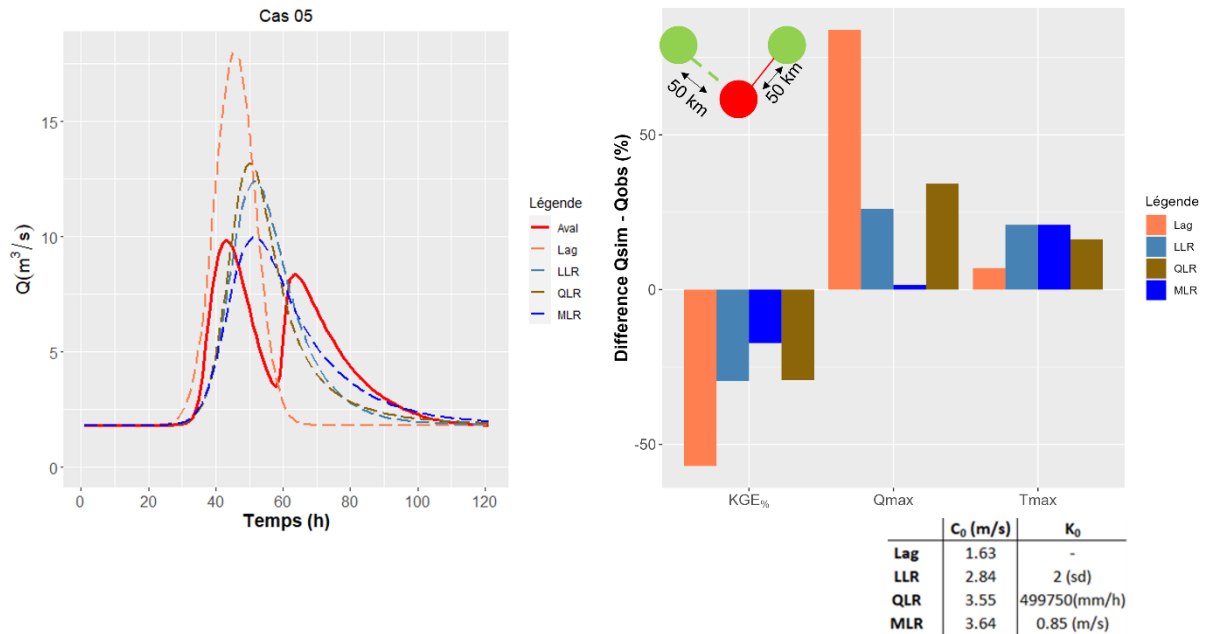 Cas 05
Q(m³/s)
15
10
5
0
0
20
40
60
80
100
120
Temps (h)
Légende
Aval
Lag
LLR
QLR
MLR
50 km
50 km
Difference Qsim - Qobs (%)
50
0
-50
KGE%
Qmax
Tmax
Légende
Lag
LLR
QLR
MLR
C₀ (m/s) K₀
Lag 1.63 -
LLR 2.84 2 (sd)
QLR 3.55 499750(mm/h)
MLR 3.64 0.85 (m/s)